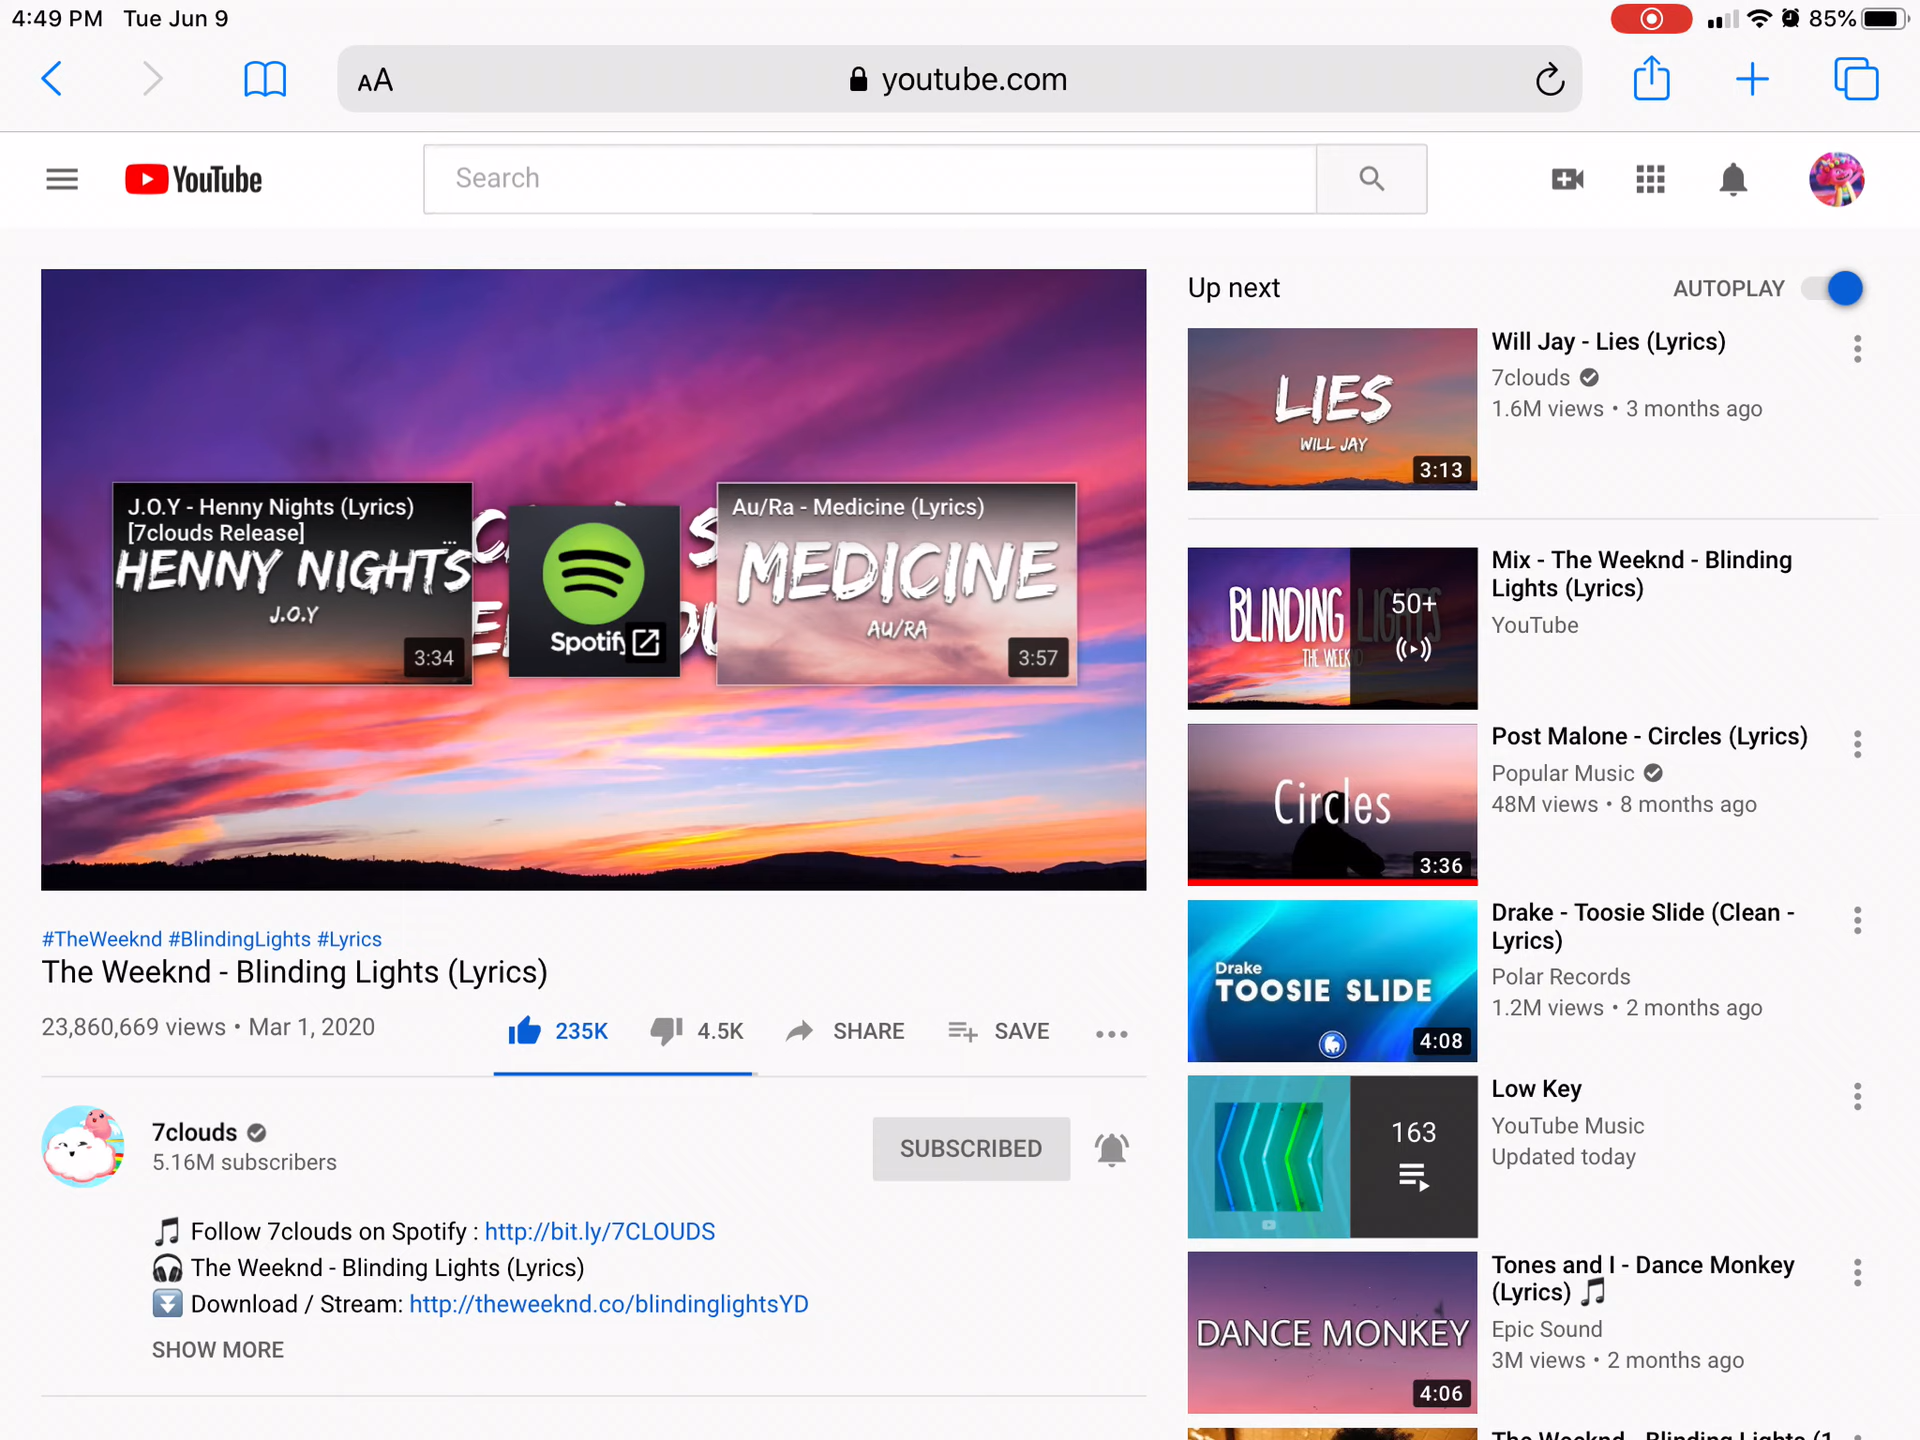 4:49 PM Tue Jun 9
85%
AA
youtube.com
YouTube
Search
J.O.Y - Henny Nights (Lyrics)
[7clouds Release]
...
HENNY NIGHTS
J.O.Y
3:34
Spotify
Au/Ra - Medicine (Lyrics)
MEDICINE
AU/RA
3:57
#TheWeeknd #BlindingLights #Lyrics
The Weeknd - Blinding Lights (Lyrics)
23,860,669 views • Mar 1, 2020
235K
4.5K
SHARE
SAVE
7clouds
5.16M subscribers
SUBSCRIBED
Follow 7clouds on Spotify : http://bit.ly/7CLOUDS
The Weeknd - Blinding Lights (Lyrics)
Download / Stream: http://theweeknd.co/blindinglightsYD
SHOW MORE
Up next
AUTOPLAY
LIES
WILL JAY
3:13
Will Jay - Lies (Lyrics)
7clouds
1.6M views • 3 months ago
BLINDING LIGHTS
THE WEEKND
50+
Mix - The Weeknd - Blinding
Lights (Lyrics)
YouTube
Circles
3:36
Post Malone - Circles (Lyrics)
Popular Music
48M views • 8 months ago
Drake
TOOSIE SLIDE
4:08
Drake - Toosie Slide (Clean -
Lyrics)
Polar Records
1.2M views • 2 months ago
163
Low Key
YouTube Music
Updated today
DANCE MONKEY
4:06
Tones and I - Dance Monkey
(Lyrics)
Epic Sound
3M views • 2 months ago
The Weeknd - Blinding Lights (1